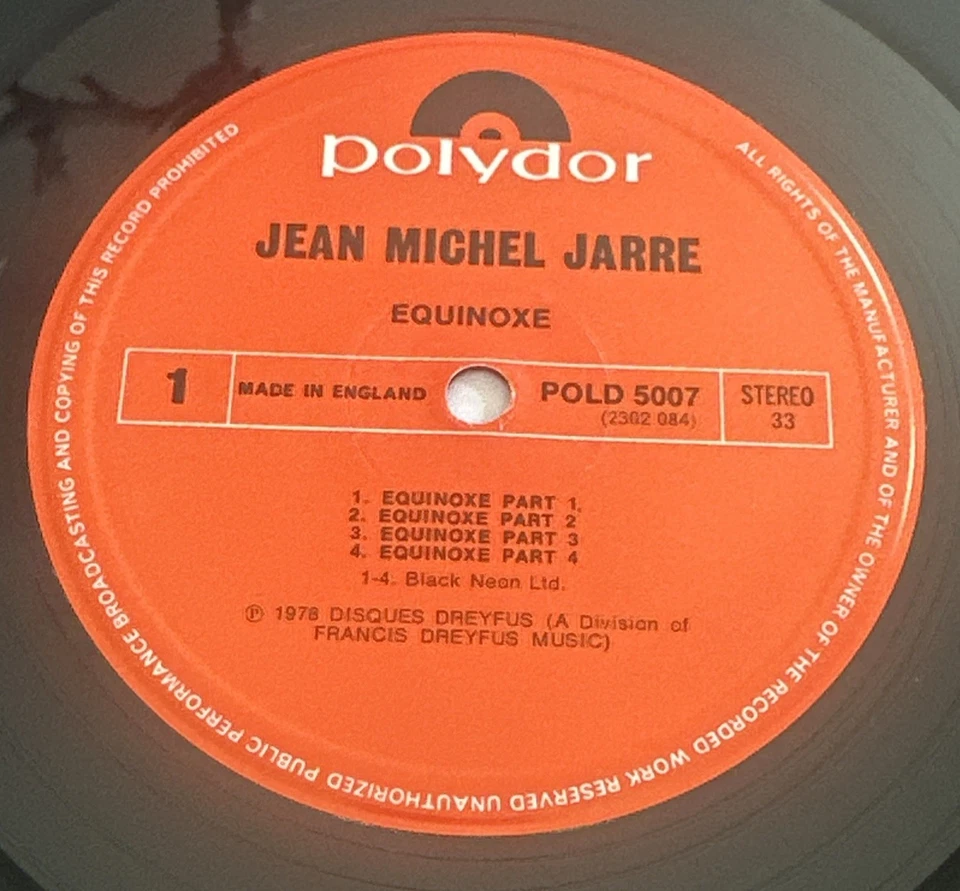 polydor
JEAN MICHEL JARRE
EQUINOXE
1
MADE IN ENGLAND
POLD 5007
(2302 084)
STEREO
33
1. EQUINOXE PART 1.
2. EQUINOXE PART 2
3. EQUINOXE PART 3
4. EQUINOXE PART 4
1-4. Black Neon Ltd.
℗ 1978 DISQUES DREYFUS (A Division of
FRANCIS DREYFUS MUSIC)
ALL RIGHTS OF THE MANUFACTURER AND OF THE OWNER OF THE RECORDED WORK RESERVED UNAUTHORIZED PUBLIC PERFORMANCE BROADCASTING AND COPYING OF THIS RECORD PROHIBITED